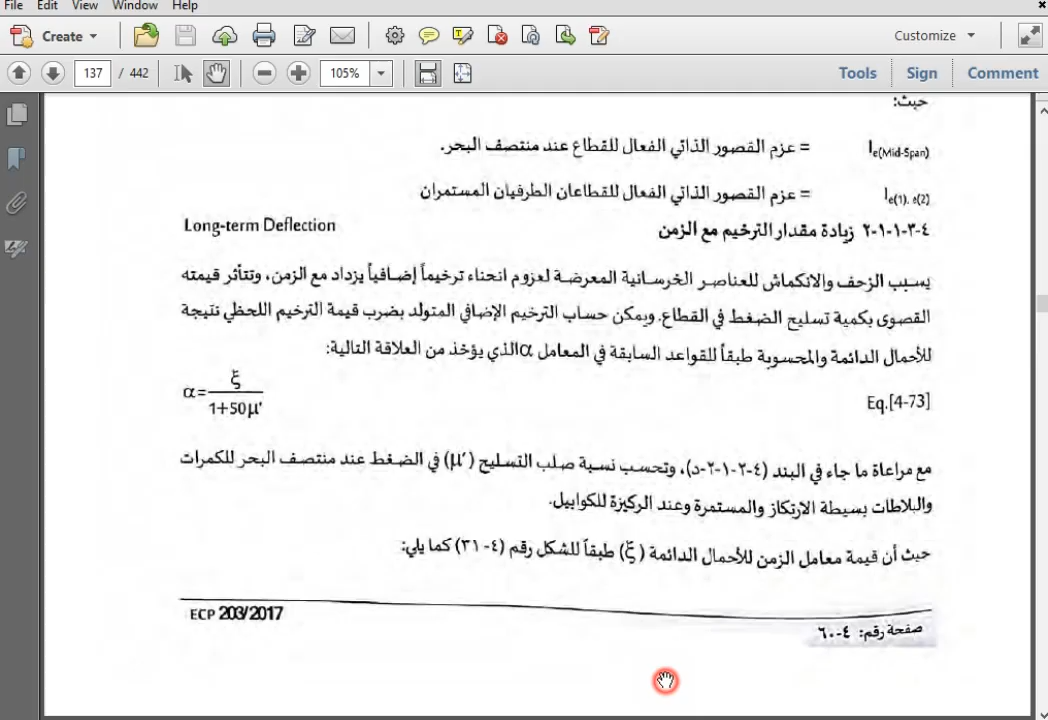 File Edit View Window Help
Create Customize
137 / 442 105% Tools Sign Comment
حيث:
Ie(Mid-Span) = عزم القصور الذاتي الفعال للقطاع عند منتصف البحر.
Ie(1), e(2) = عزم القصور الذاتي الفعال للقطاعان الطرفيان المستمران
٤-٣-١-١-٢ زيادة مقدار الترخيم مع الزمن Long-term Deflection
يسبب الزحف والانكماش للعناصر الخرسانية المعرضة لعزوم انحناء ترخيماً إضافياً يزداد مع الزمن، وتتأثر قيمته
القصوى بكمية تسليح الضغط في القطاع. ويمكن حساب الترخيم الإضافي المتولد بضرب قيمة الترخيم اللحظي نتيجة
للأحمال الدائمة والمحسوبة طبقاً للقواعد السابقة في المعامل α الذي يؤخذ من العلاقة التالية:
α = ξ / 1+50μ' Eq.[4-73]
مع مراعاة ما جاء في البند (٤-٢-١-٢-د)، وتحسب نسبة صلب التسليح (μ') في الضغط عند منتصف البحر للكمرات
والبلاطات بسيطة الارتكاز والمستمرة وعند الركيزة للكوابيل.
حيث أن قيمة معامل الزمن للأحمال الدائمة (ξ) طبقاً للشكل رقم (٤-٣١) كما يلي:
ECP 203/2017
صفحة رقم: ٤-٦٠